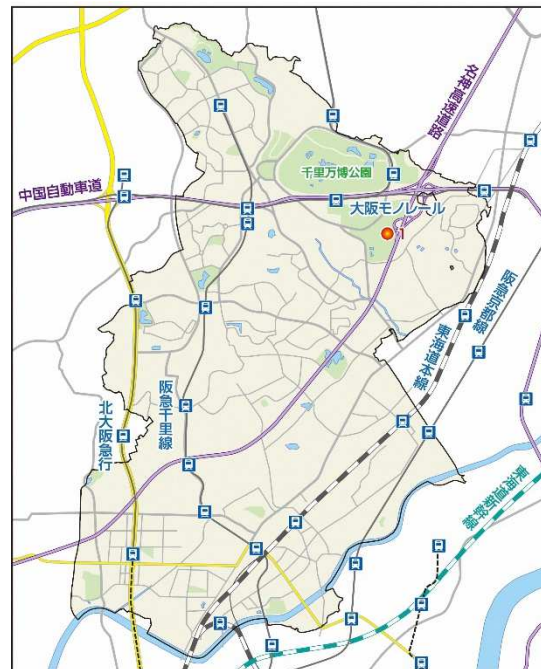 名神高速道路
千里万博公園
中国自動車道
大阪モノレール
1
阪急京都線
東海道本線
阪急千里線
北大阪急行
東海道新幹線